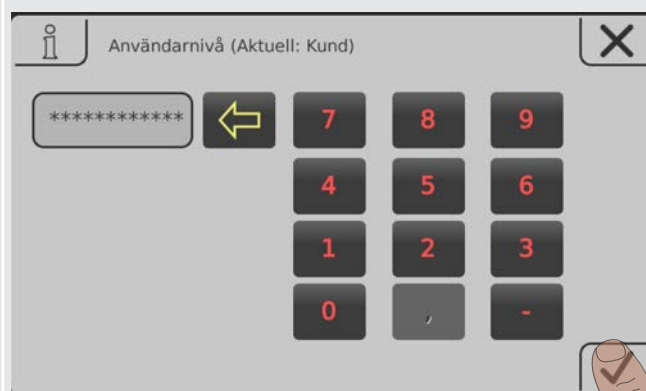 Användarnivå (Aktuell: Kund)
************
7 8 9
4 5 6
1 2 3
0 , -